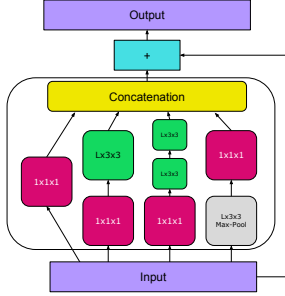 Output
+
Concatenation
Lx3x3
Lx3x3
Lx3x3
1x1x1
1x1x1
1x1x1
1x1x1
Lx3x3
Max-Pool
Input